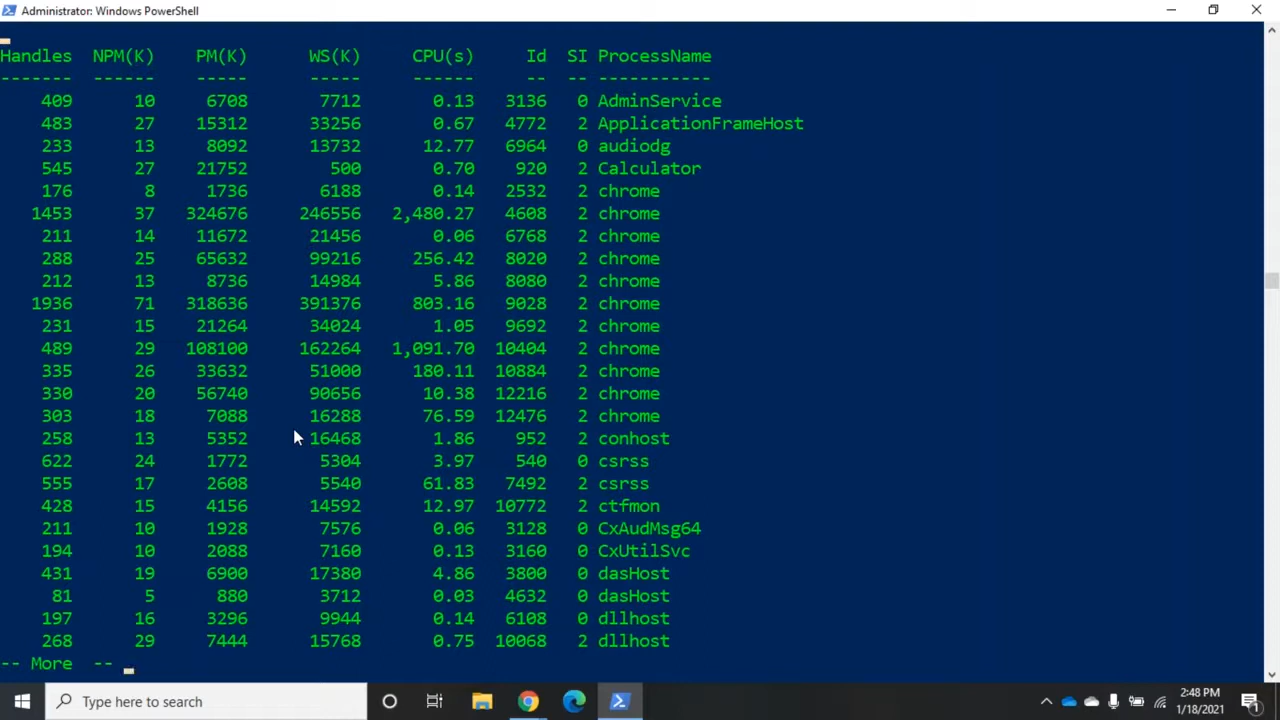 Administrator: Windows PowerShell
Handles NPM(K) PM(K) WS(K) CPU(s) Id SI ProcessName
------- ------ ----- ----- ------ -- -- -----------
409 10 6708 7712 0.13 3136 0 AdminService
483 27 15312 33256 0.67 4772 2 ApplicationFrameHost
233 13 8092 13732 12.77 6964 0 audiodg
545 27 21752 500 0.70 920 2 Calculator
176 8 1736 6188 0.14 2532 2 chrome
1453 37 324676 246556 2,480.27 4608 2 chrome
211 14 11672 21456 0.06 6768 2 chrome
288 25 65632 99216 256.42 8020 2 chrome
212 13 8736 14984 5.86 8080 2 chrome
1936 71 318636 391376 803.16 9028 2 chrome
231 15 21264 34024 1.05 9692 2 chrome
489 29 108100 162264 1,091.70 10404 2 chrome
335 26 33632 51000 180.11 10884 2 chrome
330 20 56740 90656 10.38 12216 2 chrome
303 18 7088 16288 76.59 12476 2 chrome
258 13 5352 16468 1.86 952 2 conhost
622 24 1772 5304 3.97 540 0 csrss
555 17 2608 5540 61.83 7492 2 csrss
428 15 4156 14592 12.97 10772 2 ctfmon
211 10 1928 7576 0.06 3128 0 CxAudMsg64
194 10 2088 7160 0.13 3160 0 CxUtilSvc
431 19 6900 17380 4.86 3800 0 dasHost
81 5 880 3712 0.03 4632 0 dasHost
197 16 3296 9944 0.14 6108 0 dllhost
268 29 7444 15768 0.75 10068 2 dllhost
-- More --
Type here to search
2:48 PM
1/18/2021
1